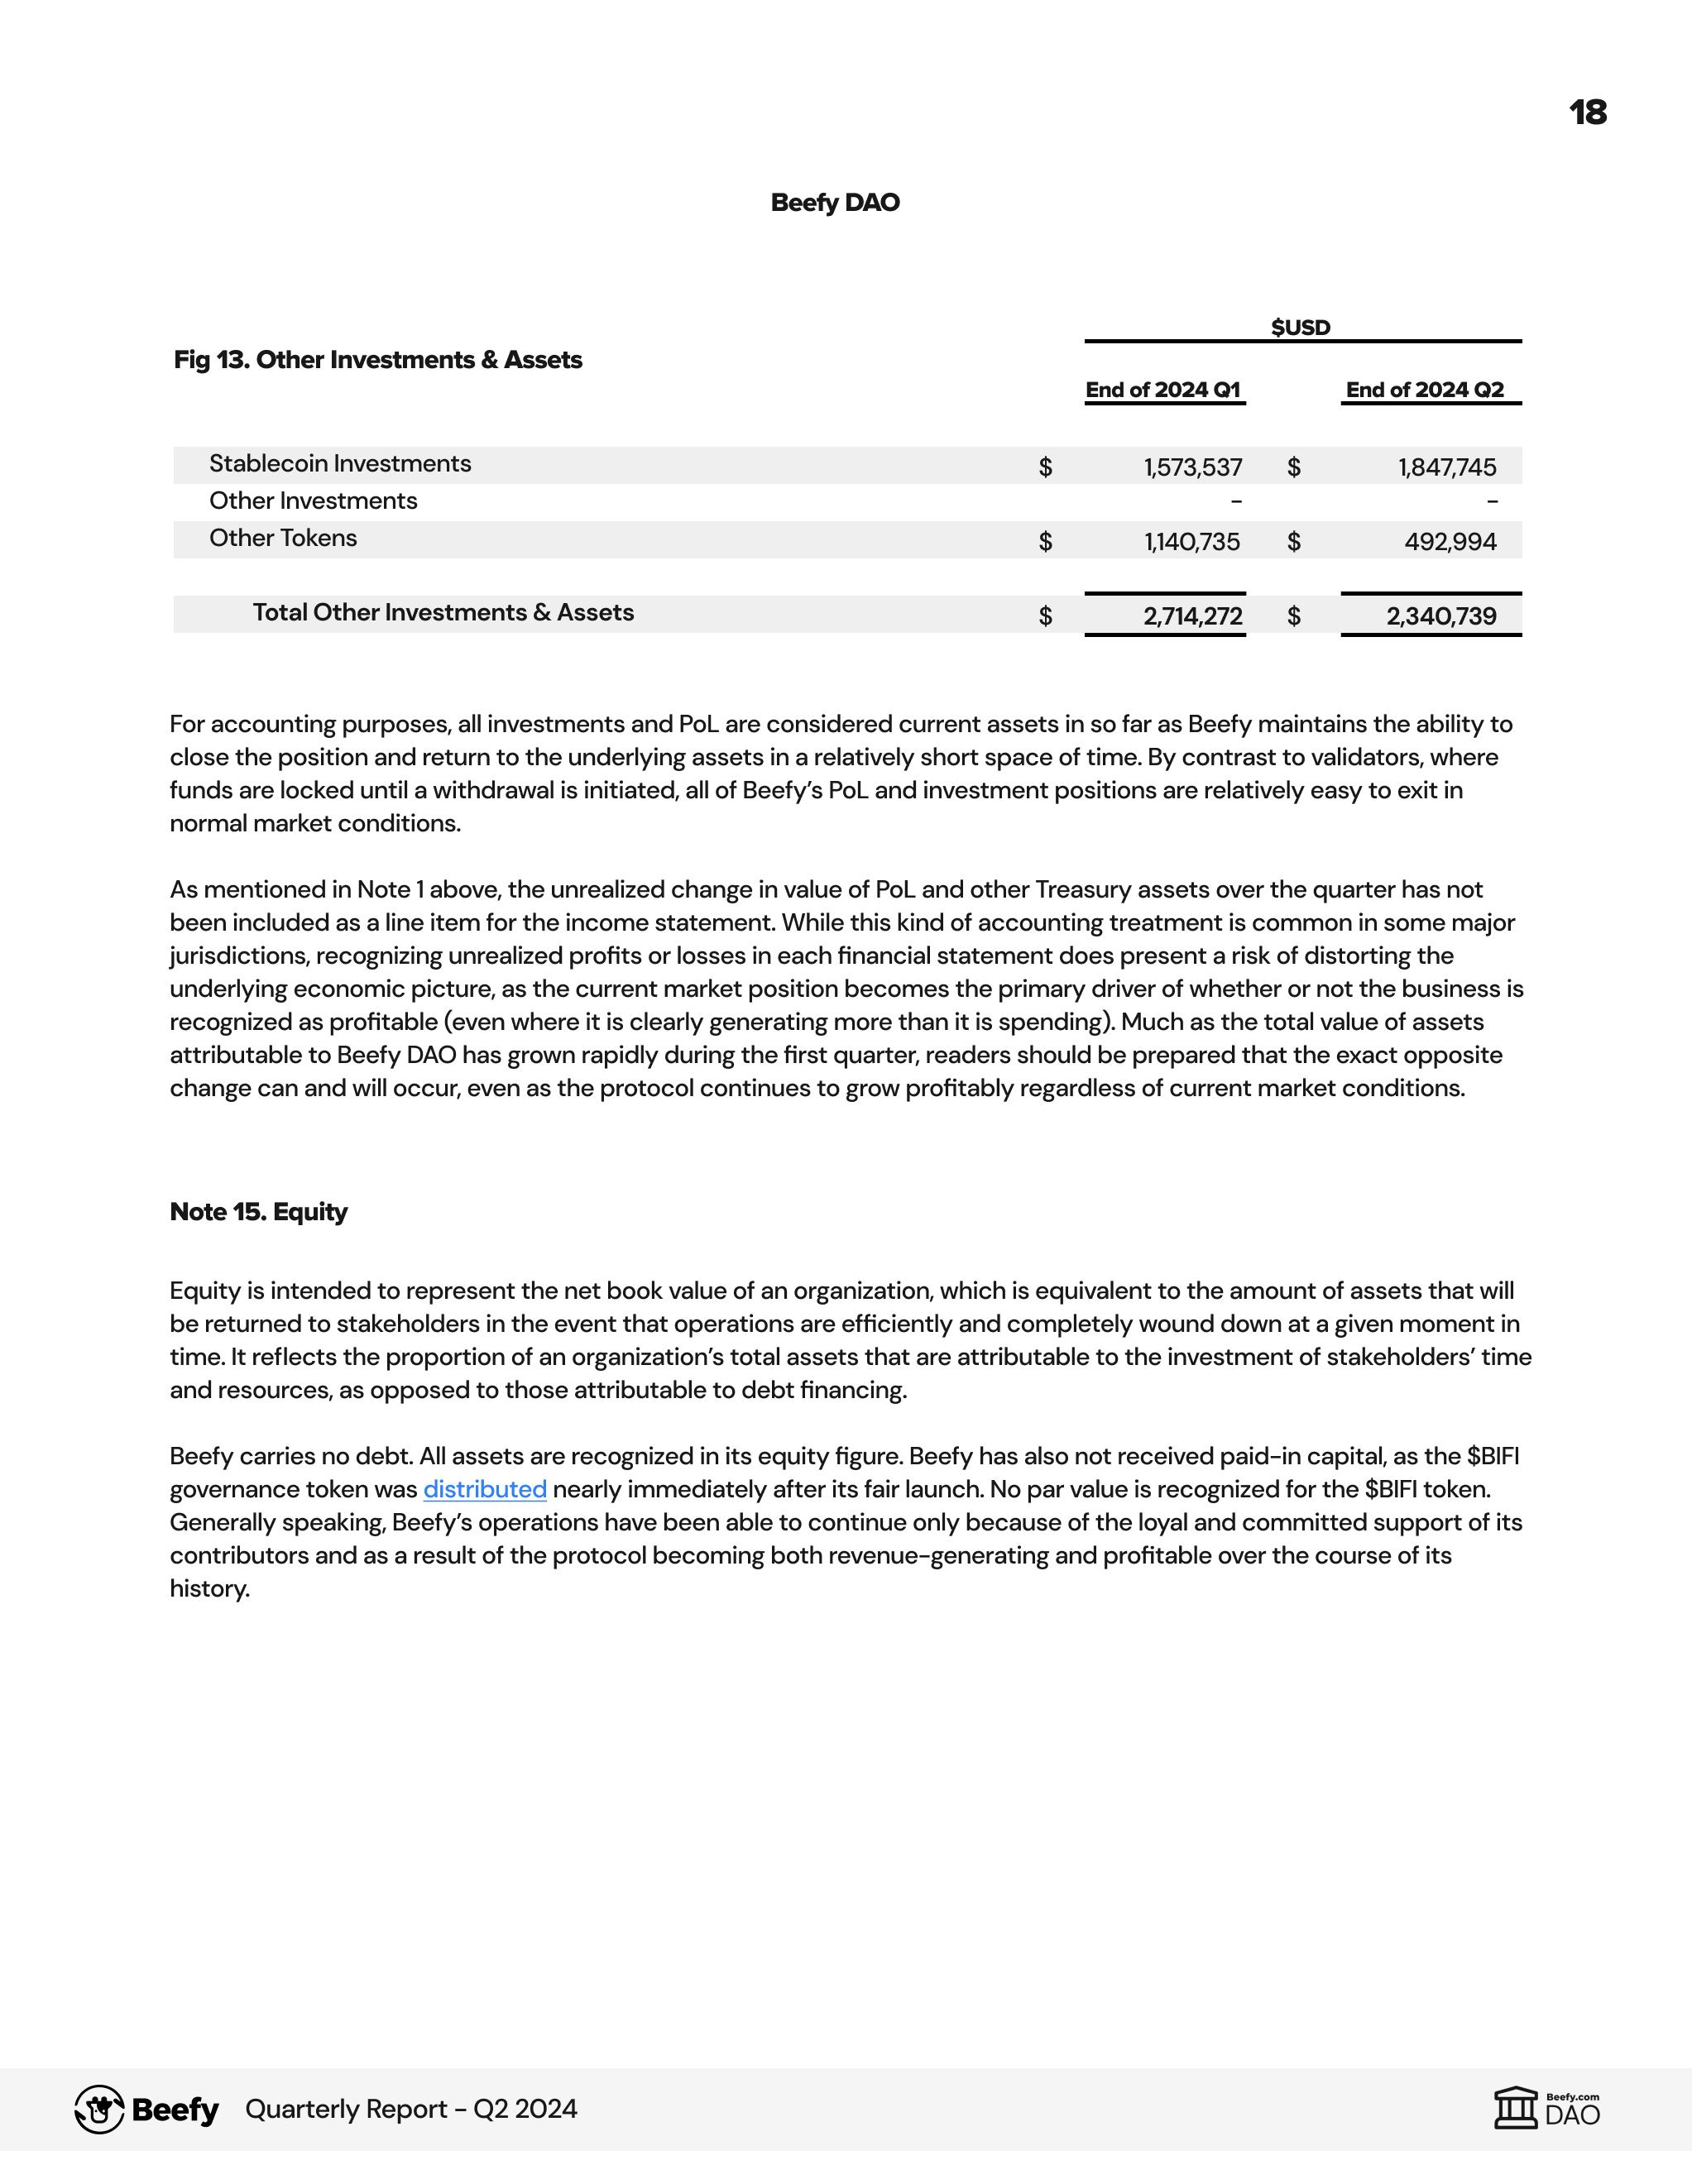 18
Beefy DAO
$USD
Fig 13. Other Investments & Assets
End of 2024 Q1 End of 2024 Q2
Stablecoin Investments $ 1,573,537 $ 1,847,745
Other Investments - -
Other Tokens $ 1,140,735 $ 492,994
Total Other Investments & Assets $ 2,714,272 $ 2,340,739
For accounting purposes, all investments and PoL are considered current assets in so far as Beefy maintains the ability to
close the position and return to the underlying assets in a relatively short space of time. By contrast to validators, where
funds are locked until a withdrawal is initiated, all of Beefy's PoL and investment positions are relatively easy to exit in
normal market conditions.
As mentioned in Note 1 above, the unrealized change in value of PoL and other Treasury assets over the quarter has not
been included as a line item for the income statement. While this kind of accounting treatment is common in some major
jurisdictions, recognizing unrealized profits or losses in each financial statement does present a risk of distorting the
underlying economic picture, as the current market position becomes the primary driver of whether or not the business is
recognized as profitable (even where it is clearly generating more than it is spending). Much as the total value of assets
attributable to Beefy DAO has grown rapidly during the first quarter, readers should be prepared that the exact opposite
change can and will occur, even as the protocol continues to grow profitably regardless of current market conditions.
Note 15. Equity
Equity is intended to represent the net book value of an organization, which is equivalent to the amount of assets that will
be returned to stakeholders in the event that operations are efficiently and completely wound down at a given moment in
time. It reflects the proportion of an organization's total assets that are attributable to the investment of stakeholders' time
and resources, as opposed to those attributable to debt financing.
Beefy carries no debt. All assets are recognized in its equity figure. Beefy has also not received paid-in capital, as the $BIFI
governance token was distributed nearly immediately after its fair launch. No par value is recognized for the $BIFI token.
Generally speaking, Beefy's operations have been able to continue only because of the loyal and committed support of its
contributors and as a result of the protocol becoming both revenue-generating and profitable over the course of its
history.
Beefy Quarterly Report - Q2 2024
Beefy.com
DAO